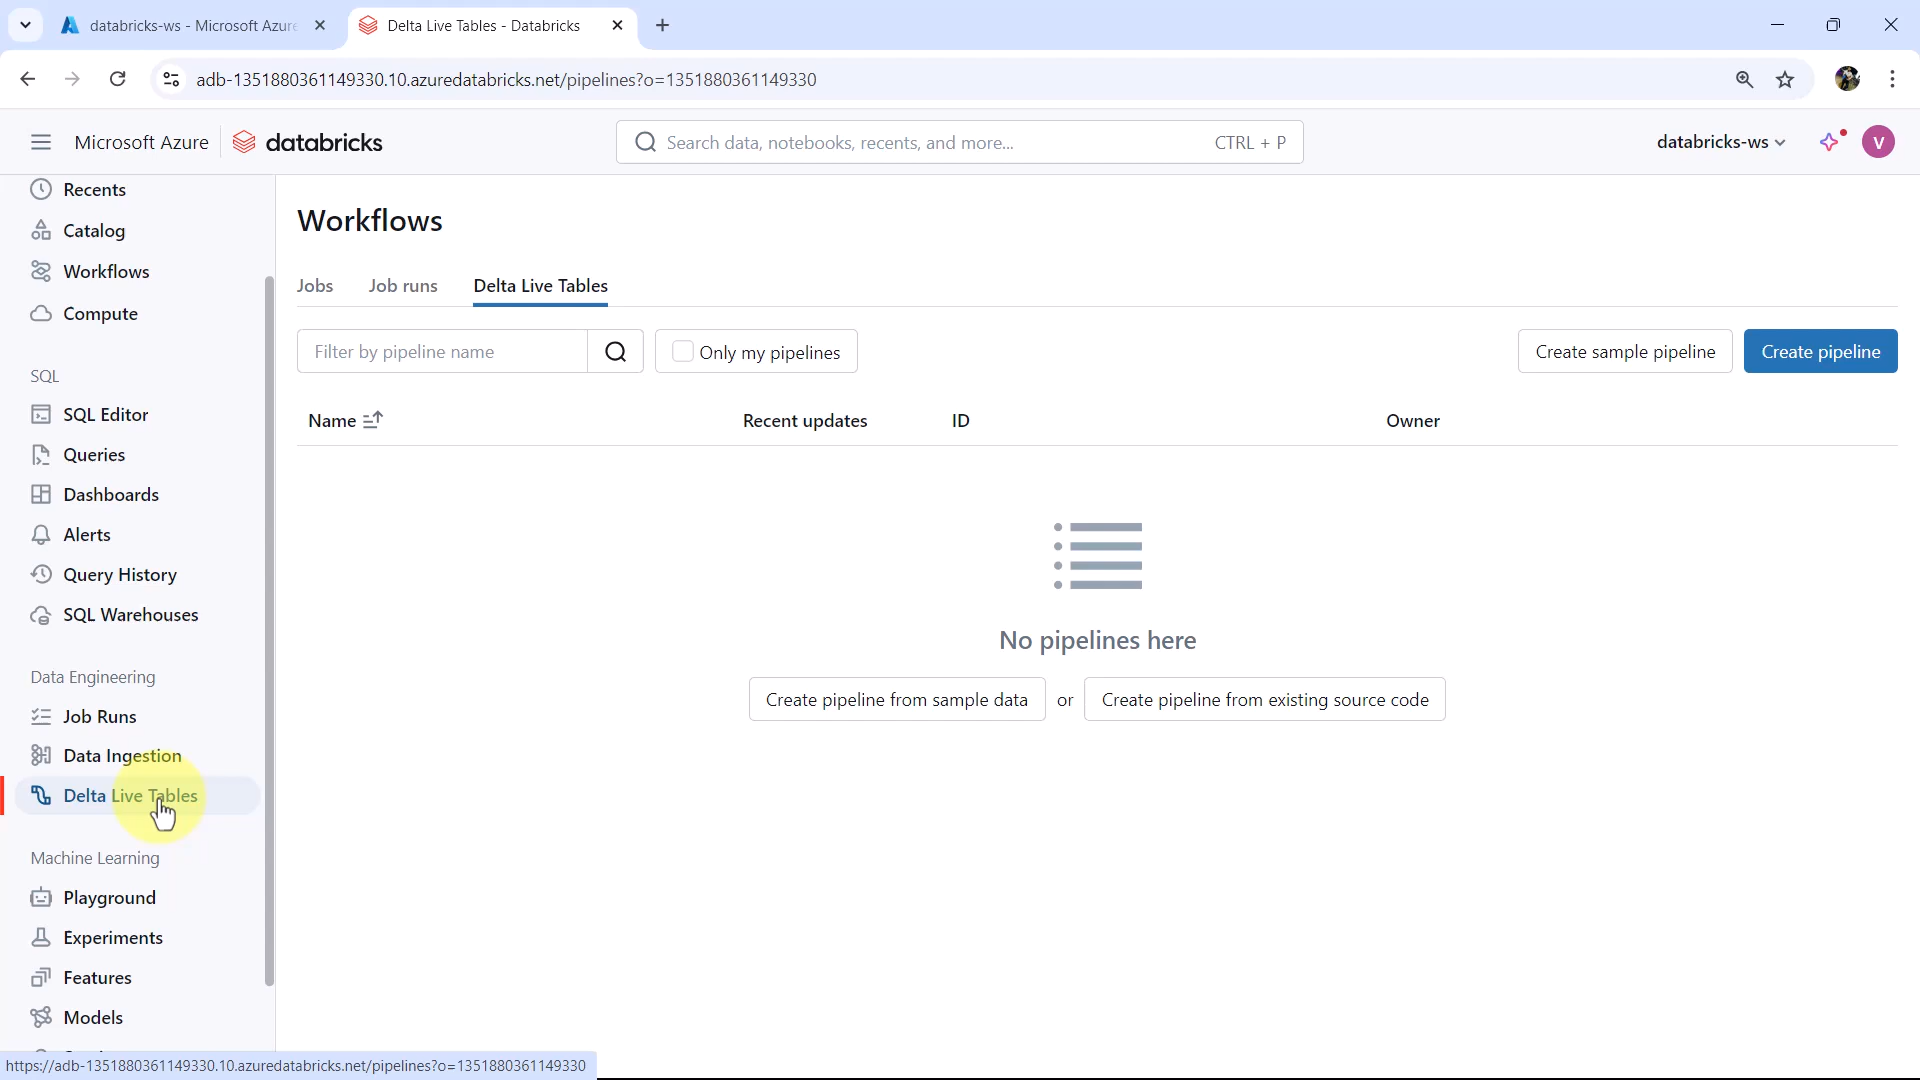 databricks-ws - Microsoft Azure
Delta Live Tables - Databricks
adb-1351880361149330.10.azuredatabricks.net/pipelines?o=1351880361149330
Microsoft Azure
databricks
Search data, notebooks, recents, and more...
CTRL + P
databricks-ws
V
Recents
Catalog
Workflows
Compute
SQL
SQL Editor
Queries
Dashboards
Alerts
Query History
SQL Warehouses
Data Engineering
Job Runs
Data Ingestion
Delta Live Tables
Machine Learning
Playground
Experiments
Features
Models
Workflows
Jobs
Job runs
Delta Live Tables
Filter by pipeline name
Only my pipelines
Create sample pipeline
Create pipeline
Name
Recent updates
ID
Owner
No pipelines here
Create pipeline from sample data
or
Create pipeline from existing source code
https://adb-1351880361149330.10.azuredatabricks.net/pipelines?o=1351880361149330